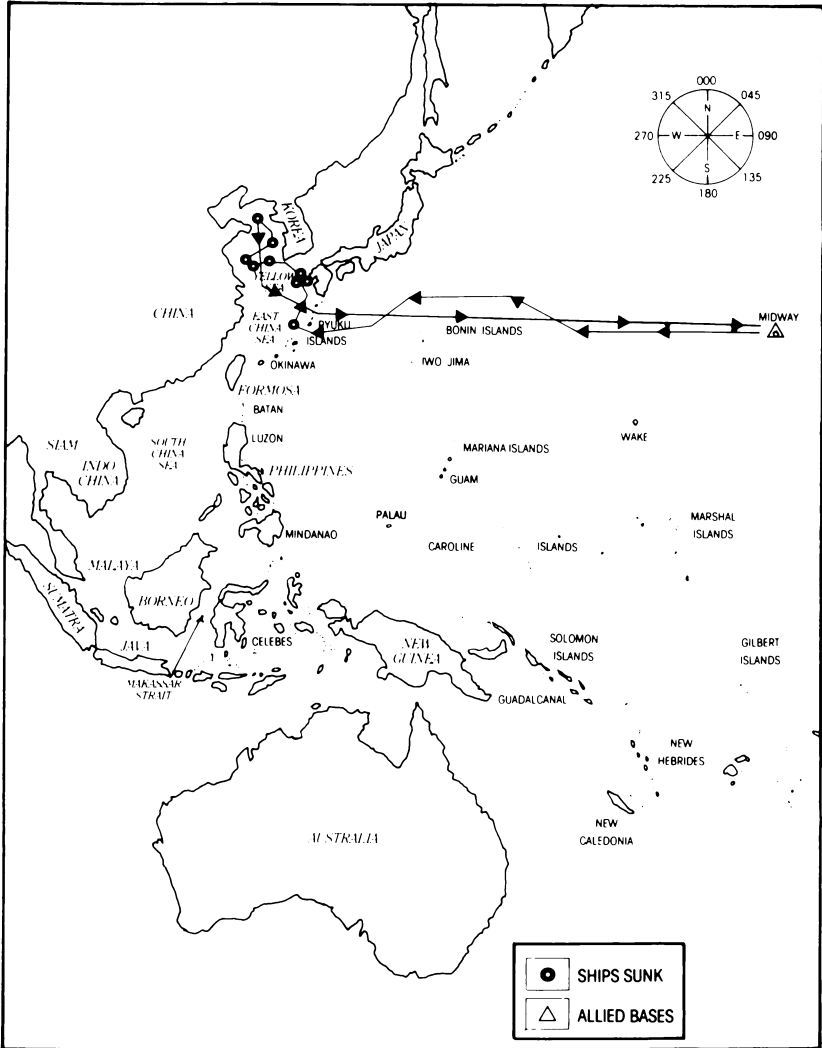 000
315
045
N
270
W
E
090
S
225
135
180
KOREA
JAPAN
YELLOW
SEA
CHINA
EAST
CHINA
SEA
RYUKU
ISLANDS
BONIN ISLANDS
MIDWAY
OKINAWA
IWO JIMA
FORMOSA
BATAN
LUZON
SOUTH
CHINA
SEA
SIAM
INDO
CHINA
PHILIPPINES
MARIANA ISLANDS
GUAM
WAKE
PALAU
MINDANAO
CAROLINE
ISLANDS
MARSHAL
ISLANDS
MALAYA
SUMATRA
BORNEO
CELEBES
JAVA
MAKASSAR
STRAIT
NEW
GUINEA
SOLOMON
ISLANDS
GILBERT
ISLANDS
GUADALCANAL
NEW
HEBRIDES
NEW
CALEDONIA
AUSTRALIA
SHIPS SUNK
ALLIED BASES